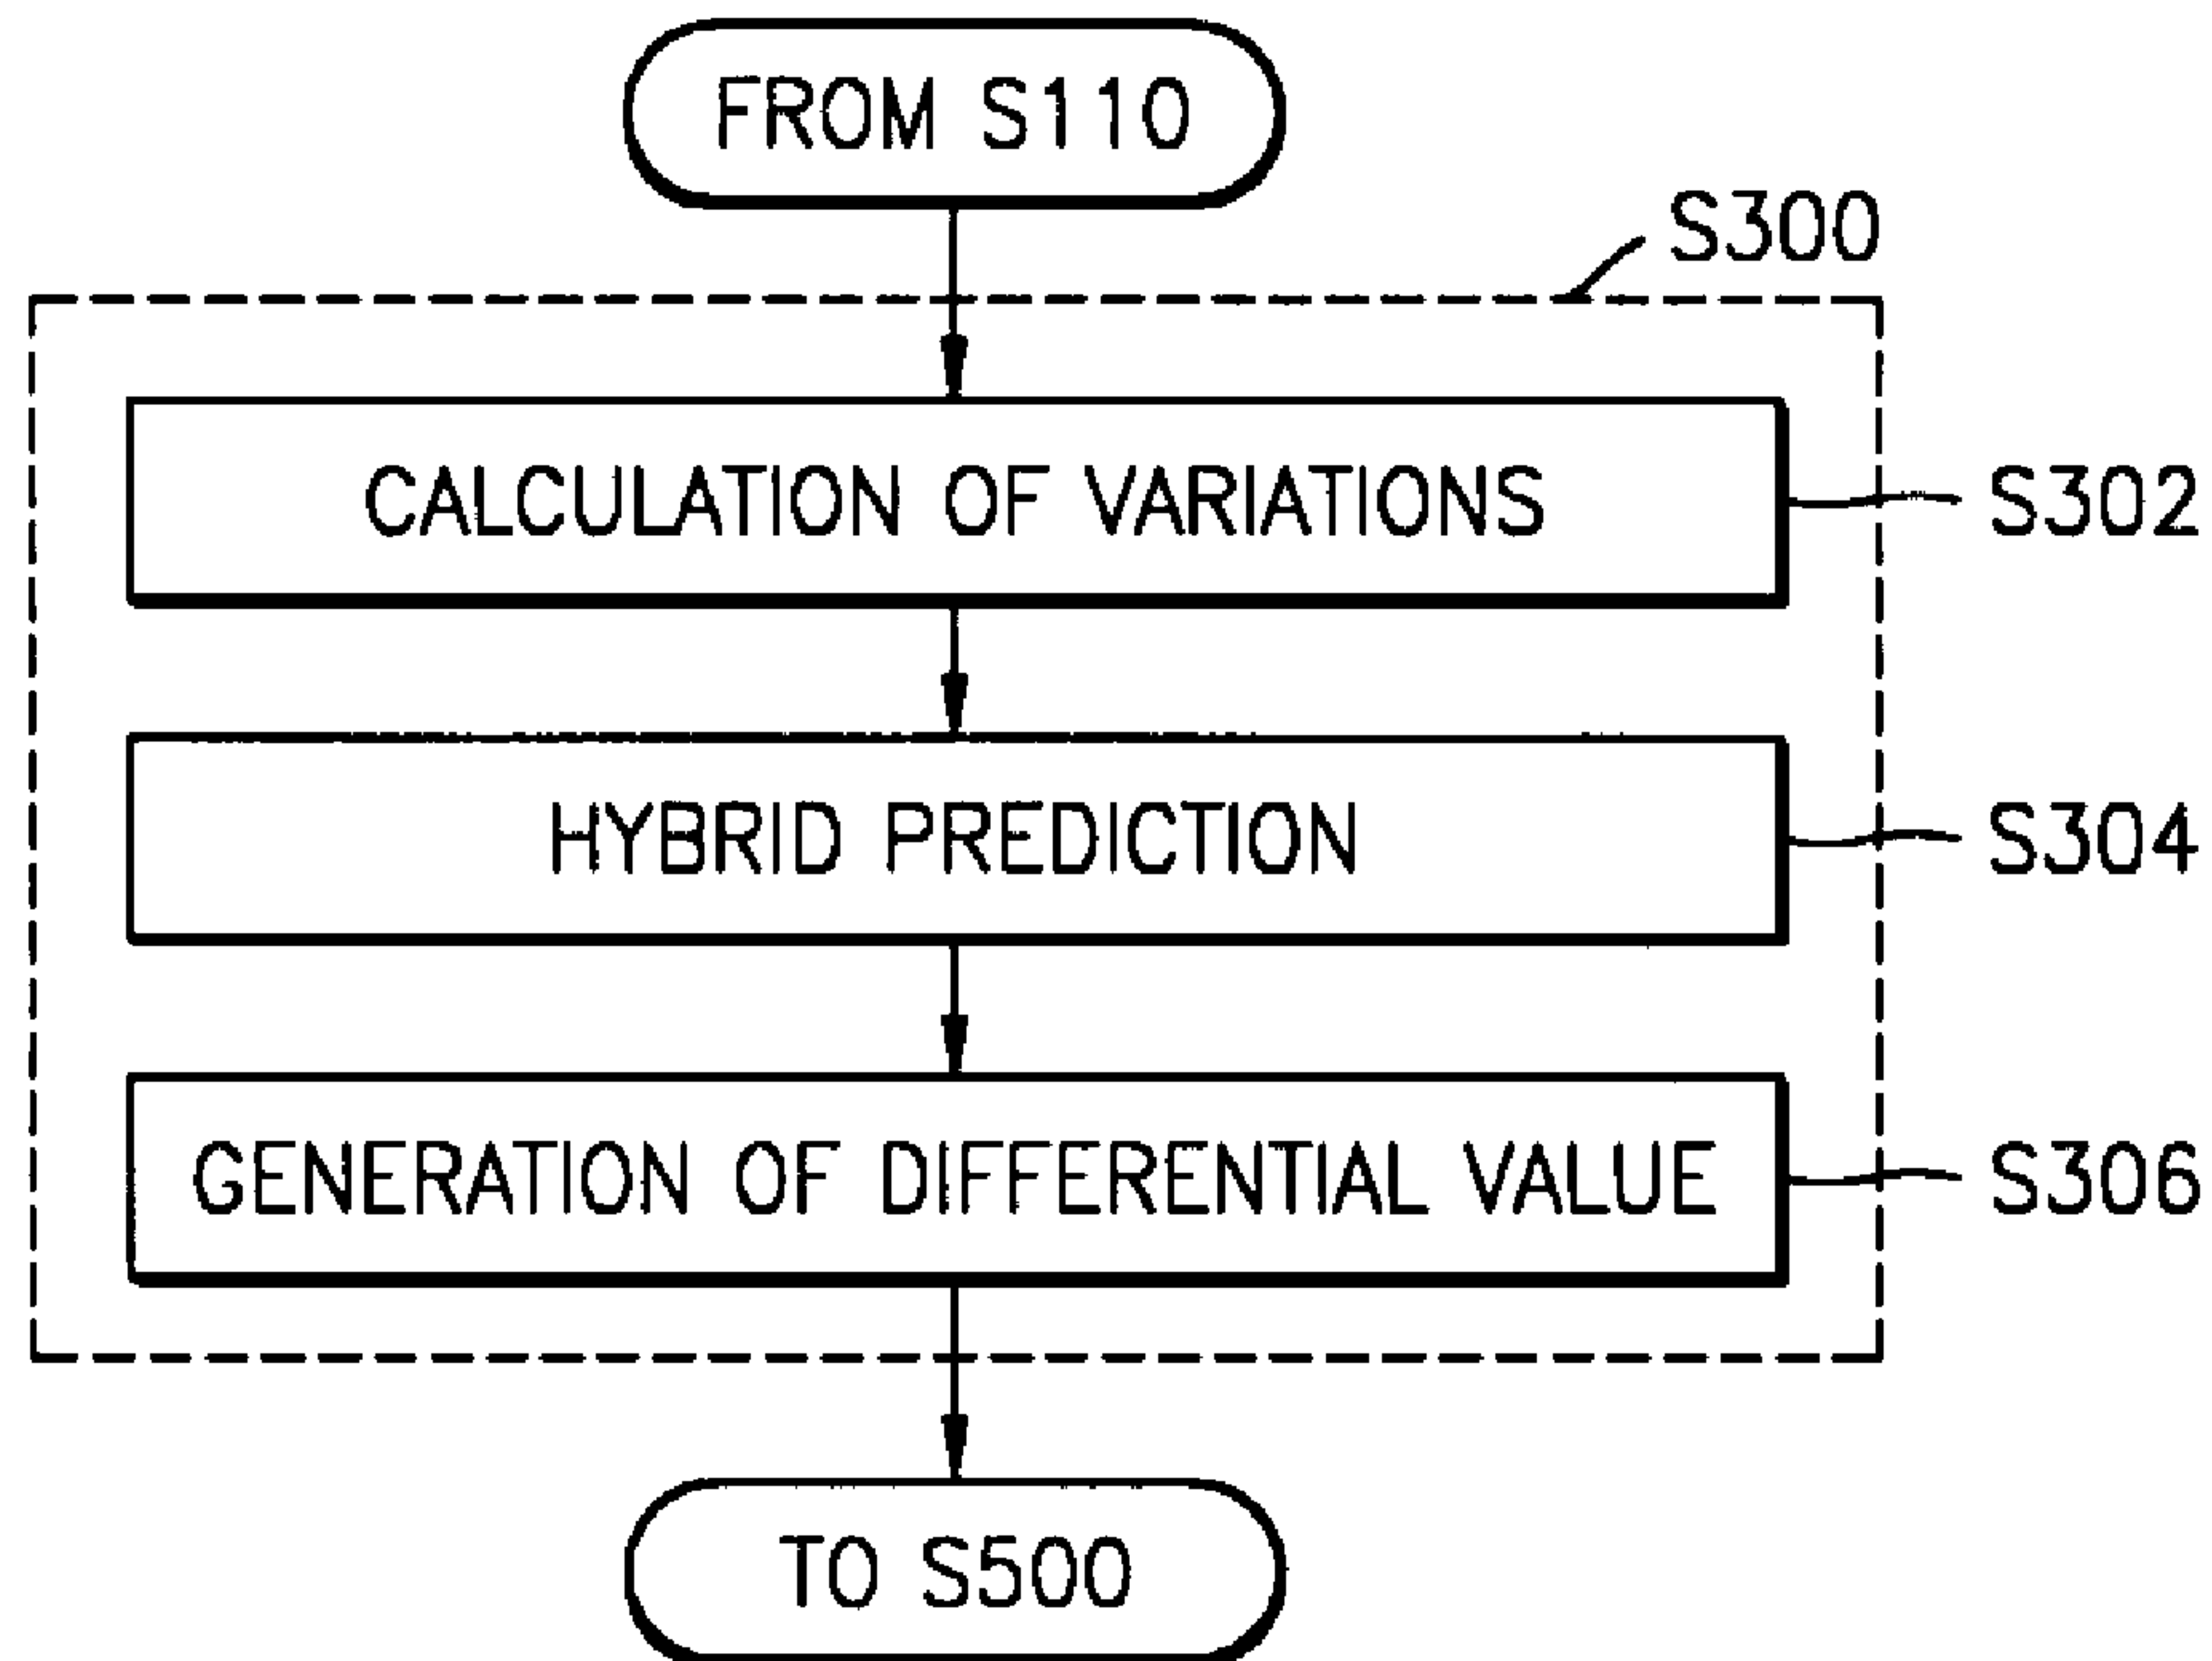 FROM S110
S300
CALCULATION OF VARIATIONS
S302
HYBRID PREDICTION
S304
GENERATION OF DIFFERENTIAL VALUE
S306
TO S500